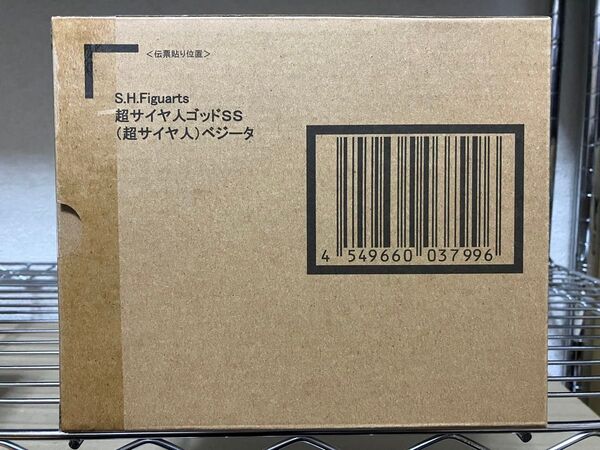 ＜伝票貼り位置＞
S.H.Figuarts
超サイヤ人ゴッドSS
（超サイヤ人）ベジータ
4 549660 037996